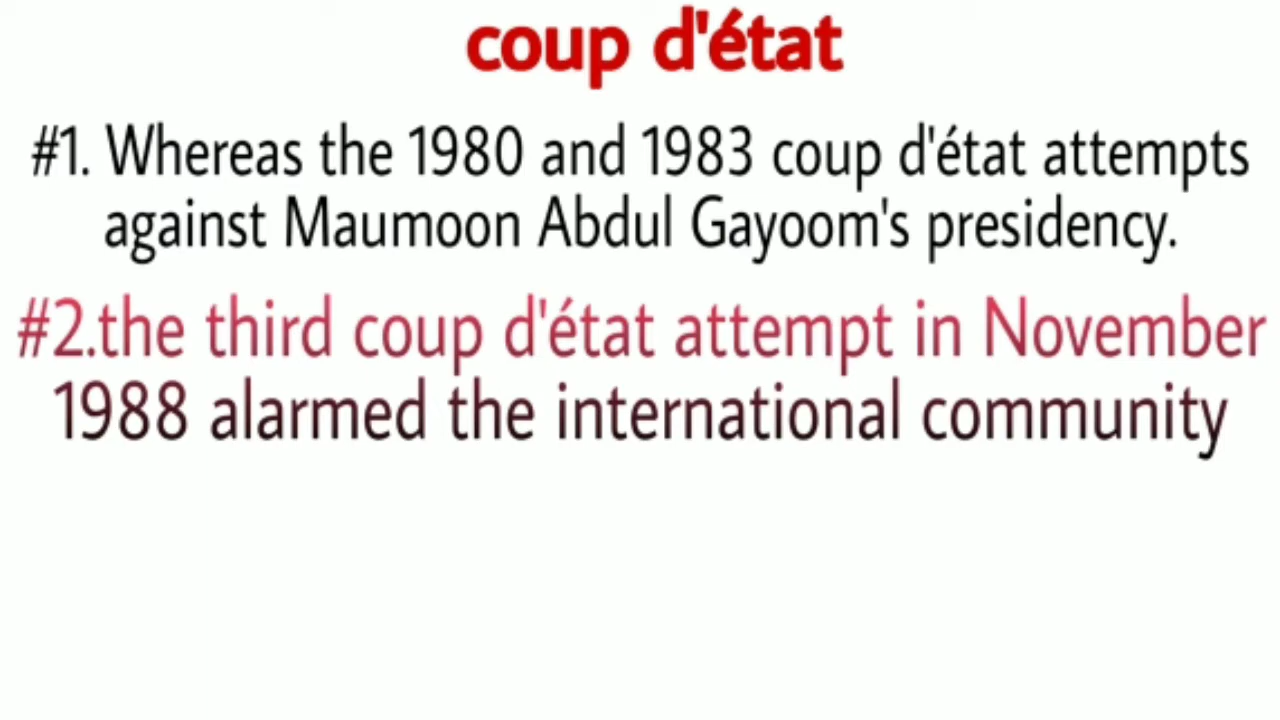 coup d'état
#1. Whereas the 1980 and 1983 coup d'état attempts
against Maumoon Abdul Gayoom's presidency.
#2.the third coup d'état attempt in November
1988 alarmed the international community